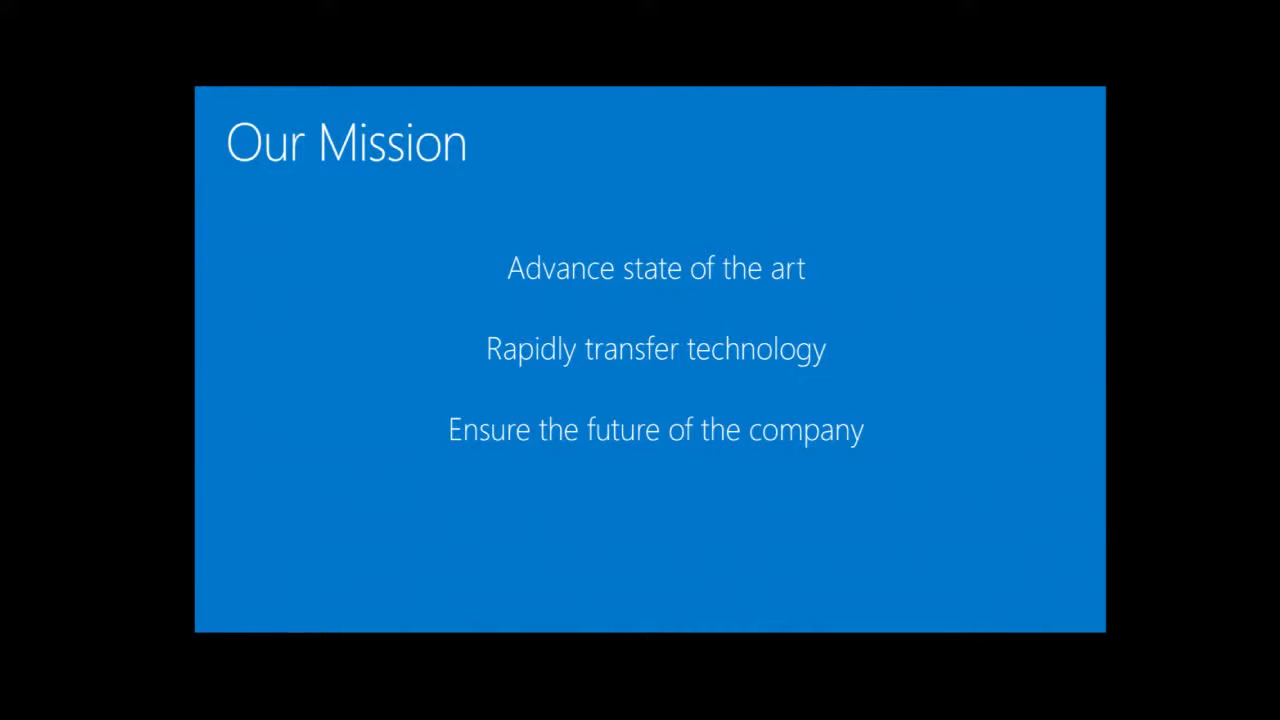 Our Mission
Advance state of the art
Rapidly transfer technology
Ensure the future of the company